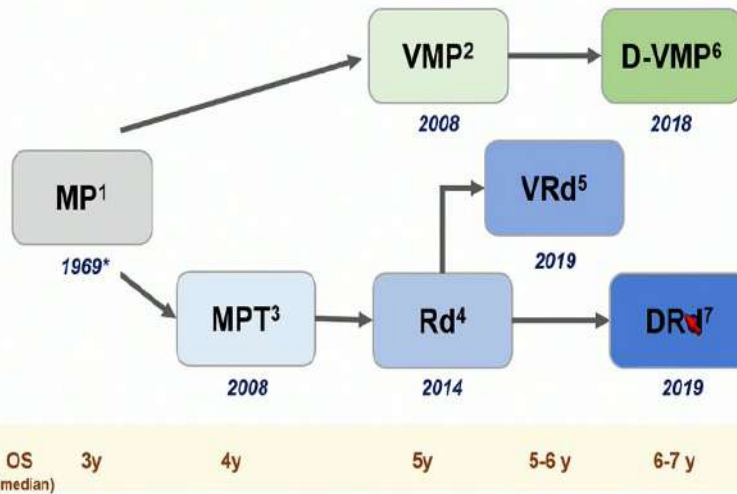 VMP²
D-VMP⁶
2008
2018
MP¹
VRd⁵
1969*
2019
MPT³
Rd⁴
DRd⁷
2008
2014
2019
OS 3y 4y 5y 5-6 y 6-7 y
median)